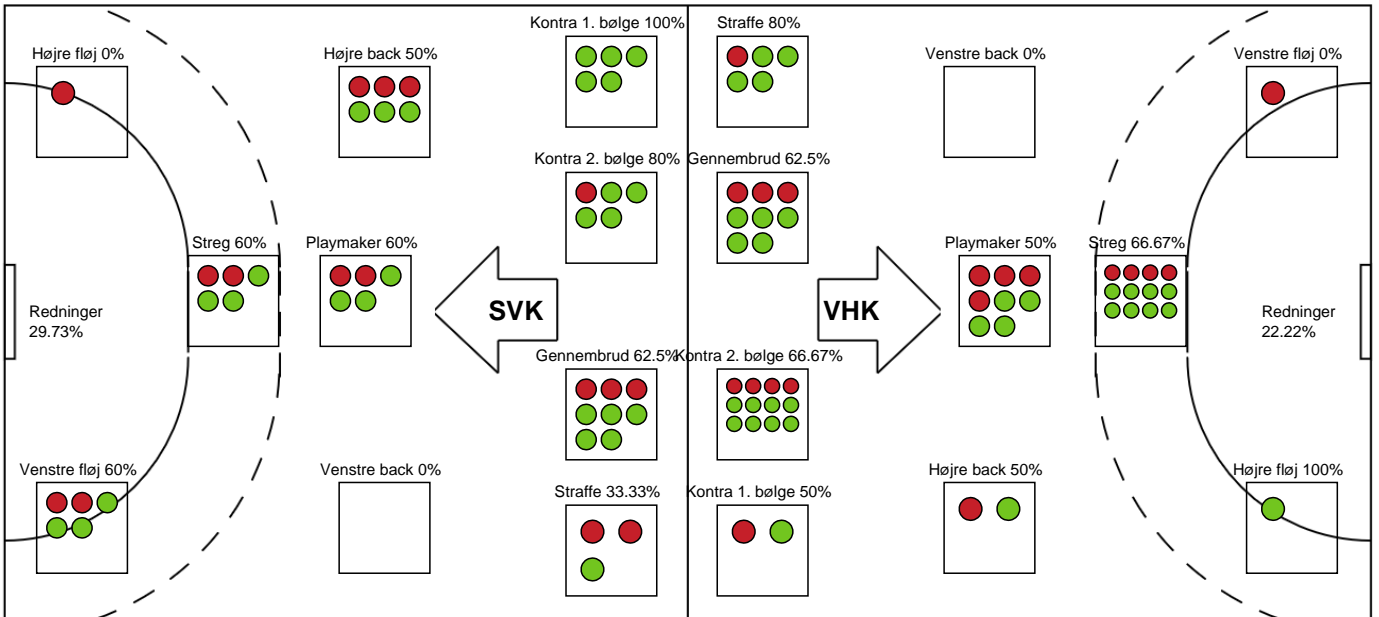 Kontra 1. bølge 100%
Straffe 80%
Højre fløj 0%
Højre back 50%
Venstre back 0%
Venstre fløj 0%
Kontra 2. bølge 80%
Gennembrud 62.5%
Streg 60%
Playmaker 60%
Playmaker 50%
Streg 66.67%
Redninger
29.73%
SVK
VHK
Redninger
22.22%
Gennembrud 62.5%
Kontra 2. bølge 66.67%
Venstre fløj 60%
Venstre back 0%
Højre back 50%
Højre fløj 100%
Straffe 33.33%
Kontra 1. bølge 50%